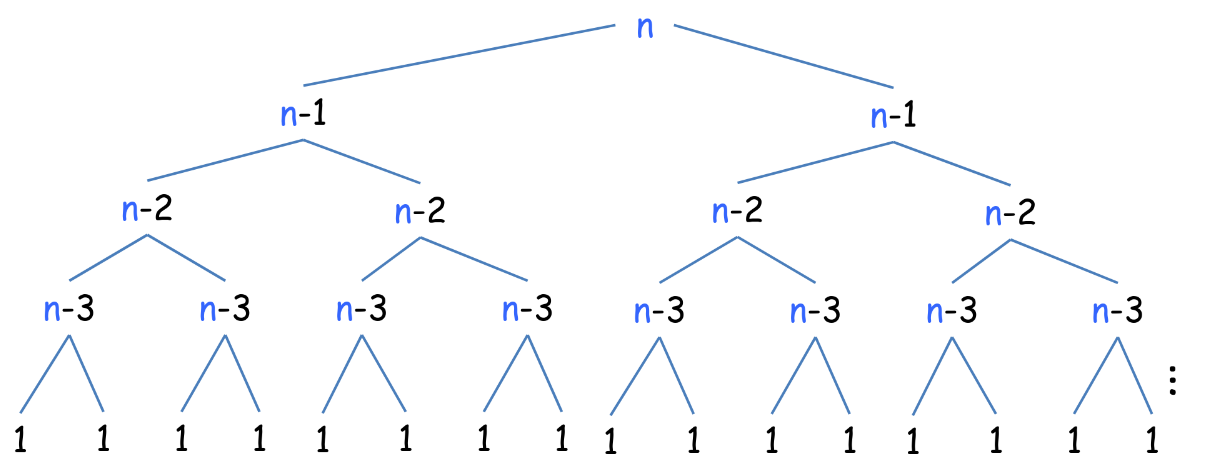 n
n-1 n-1
n-2 n-2 n-2 n-2
n-3 n-3 n-3 n-3 n-3 n-3 n-3 n-3
⋮
1 1 1 1 1 1 1 1 1 1 1 1 1 1 1 1